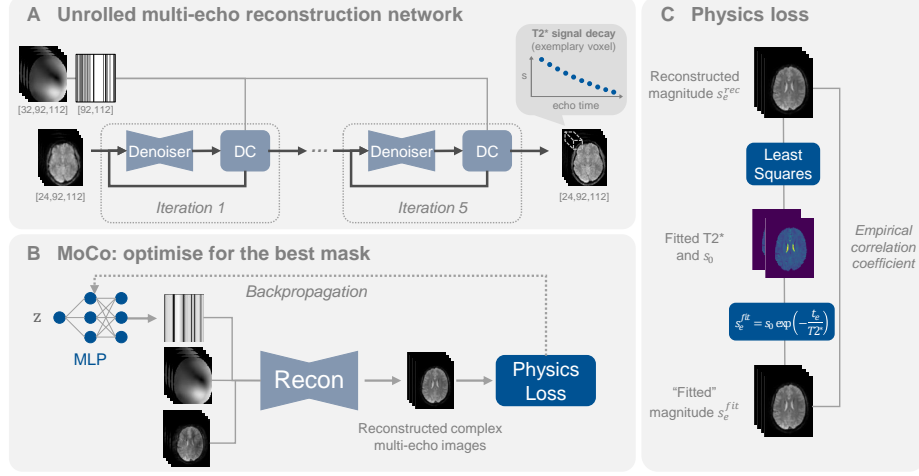 A Unrolled multi-echo reconstruction network
T2* signal decay
(exemplary voxel)
s
echo time
[32,92,112]
[92,112]
Denoiser
DC
...
Denoiser
DC
[24,92,112]
Iteration 1
Iteration 5
[24,92,112]
B MoCo: optimise for the best mask
Backpropagation
z
MLP
Recon
Physics
Loss
Reconstructed complex
multi-echo images
C Physics loss
Reconstructed
magnitude s_e^{rec}
Least
Squares
Fitted T2*
and s_0
Empirical
correlation
coefficient
s_e^{fit} = s_0 exp(-t_e/T2*)
“Fitted”
magnitude s_e^{fit}